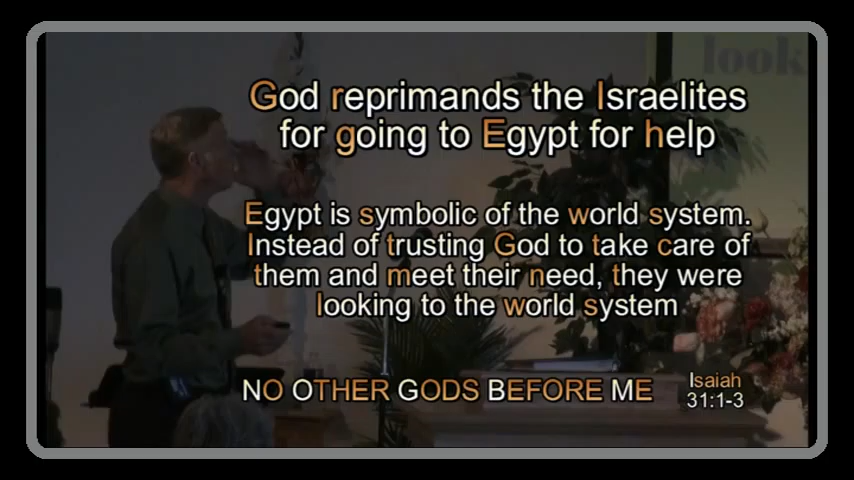 look
God reprimands the Israelites
for going to Egypt for help
Egypt is symbolic of the world system.
Instead of trusting God to take care of
them and meet their need, they were
looking to the world system
NO OTHER GODS BEFORE ME
Isaiah
31:1-3